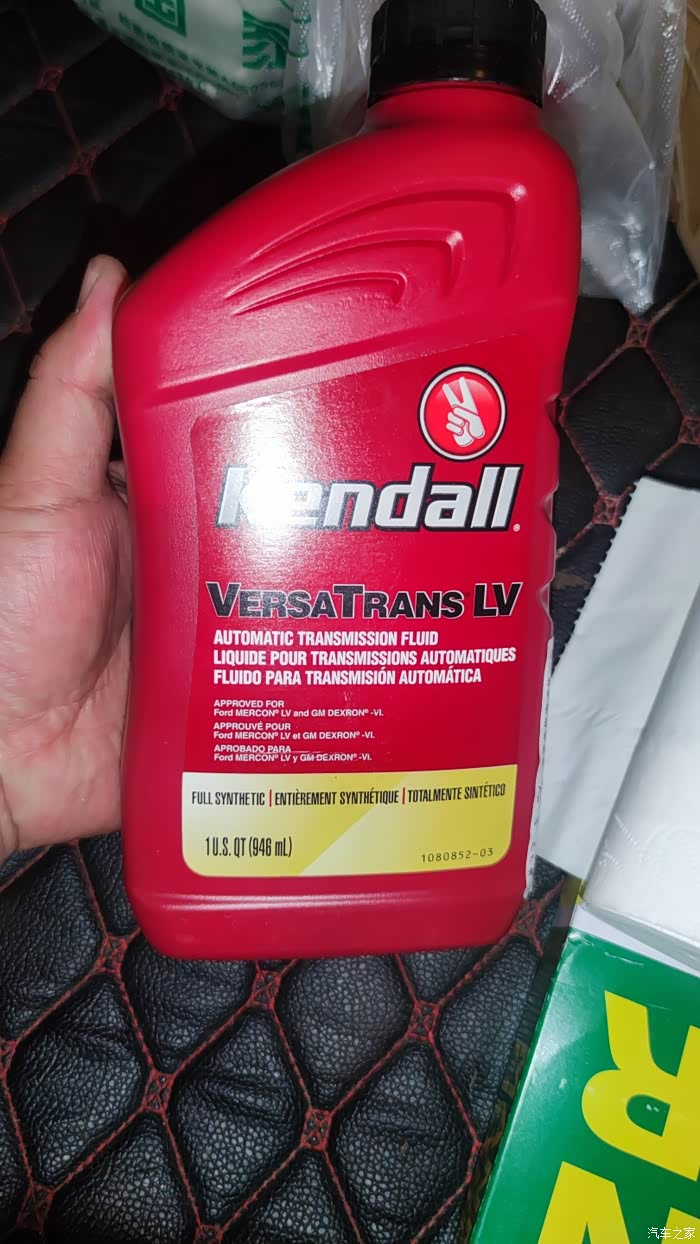 Kendall®
VERSATRANS® LV
AUTOMATIC TRANSMISSION FLUID
LIQUIDE POUR TRANSMISSIONS AUTOMATIQUES
FLUIDO PARA TRANSMISIÓN AUTOMÁTICA
APPROVED FOR
Ford MERCON® LV and GM DEXRON® -VI.
APPROUVÉ POUR
Ford MERCON® LV et GM DEXRON® -VI.
APROBADO PARA
Ford MERCON® LV y GM DEXRON® -VI.
FULL SYNTHETIC | ENTIÈREMENT SYNTHÉTIQUE | TOTALMENTE SINTÉTICO
1 U.S. QT (946 mL)
1080852-03
汽车之家